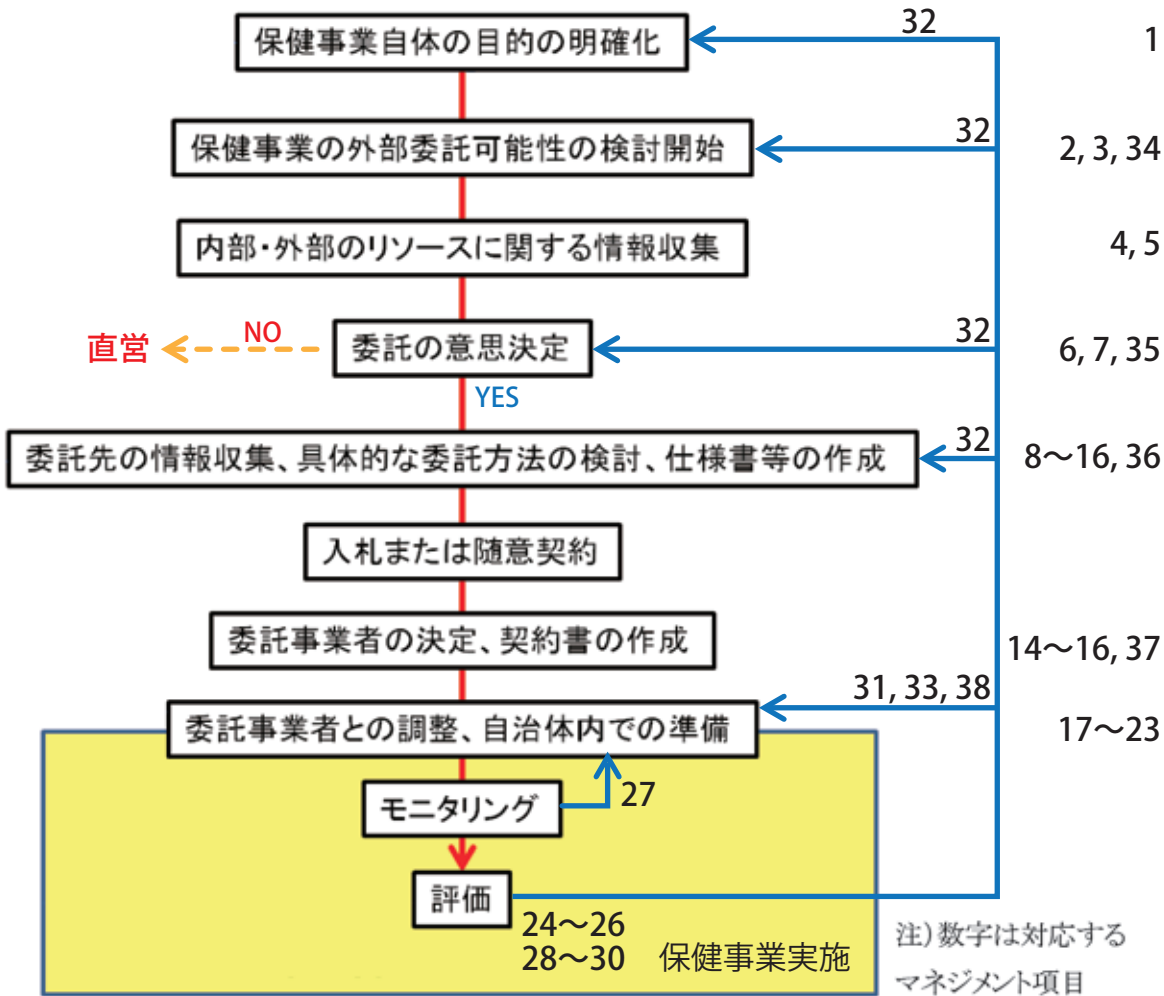 保健事業自体の目的の明確化
32
1
保健事業の外部委託可能性の検討開始
32
2, 3, 34
内部・外部のリソースに関する情報収集
4, 5
直営
NO
委託の意思決定
32
6, 7, 35
YES
委託先の情報収集、具体的な委託方法の検討、仕様書等の作成
32
8～16, 36
入札または随意契約
委託事業者の決定、契約書の作成
14～16, 37
31, 33, 38
委託事業者との調整、自治体内での準備
17～23
モニタリング
27
評価
24～26
28～30
保健事業実施
注）数字は対応する
マネジメント項目